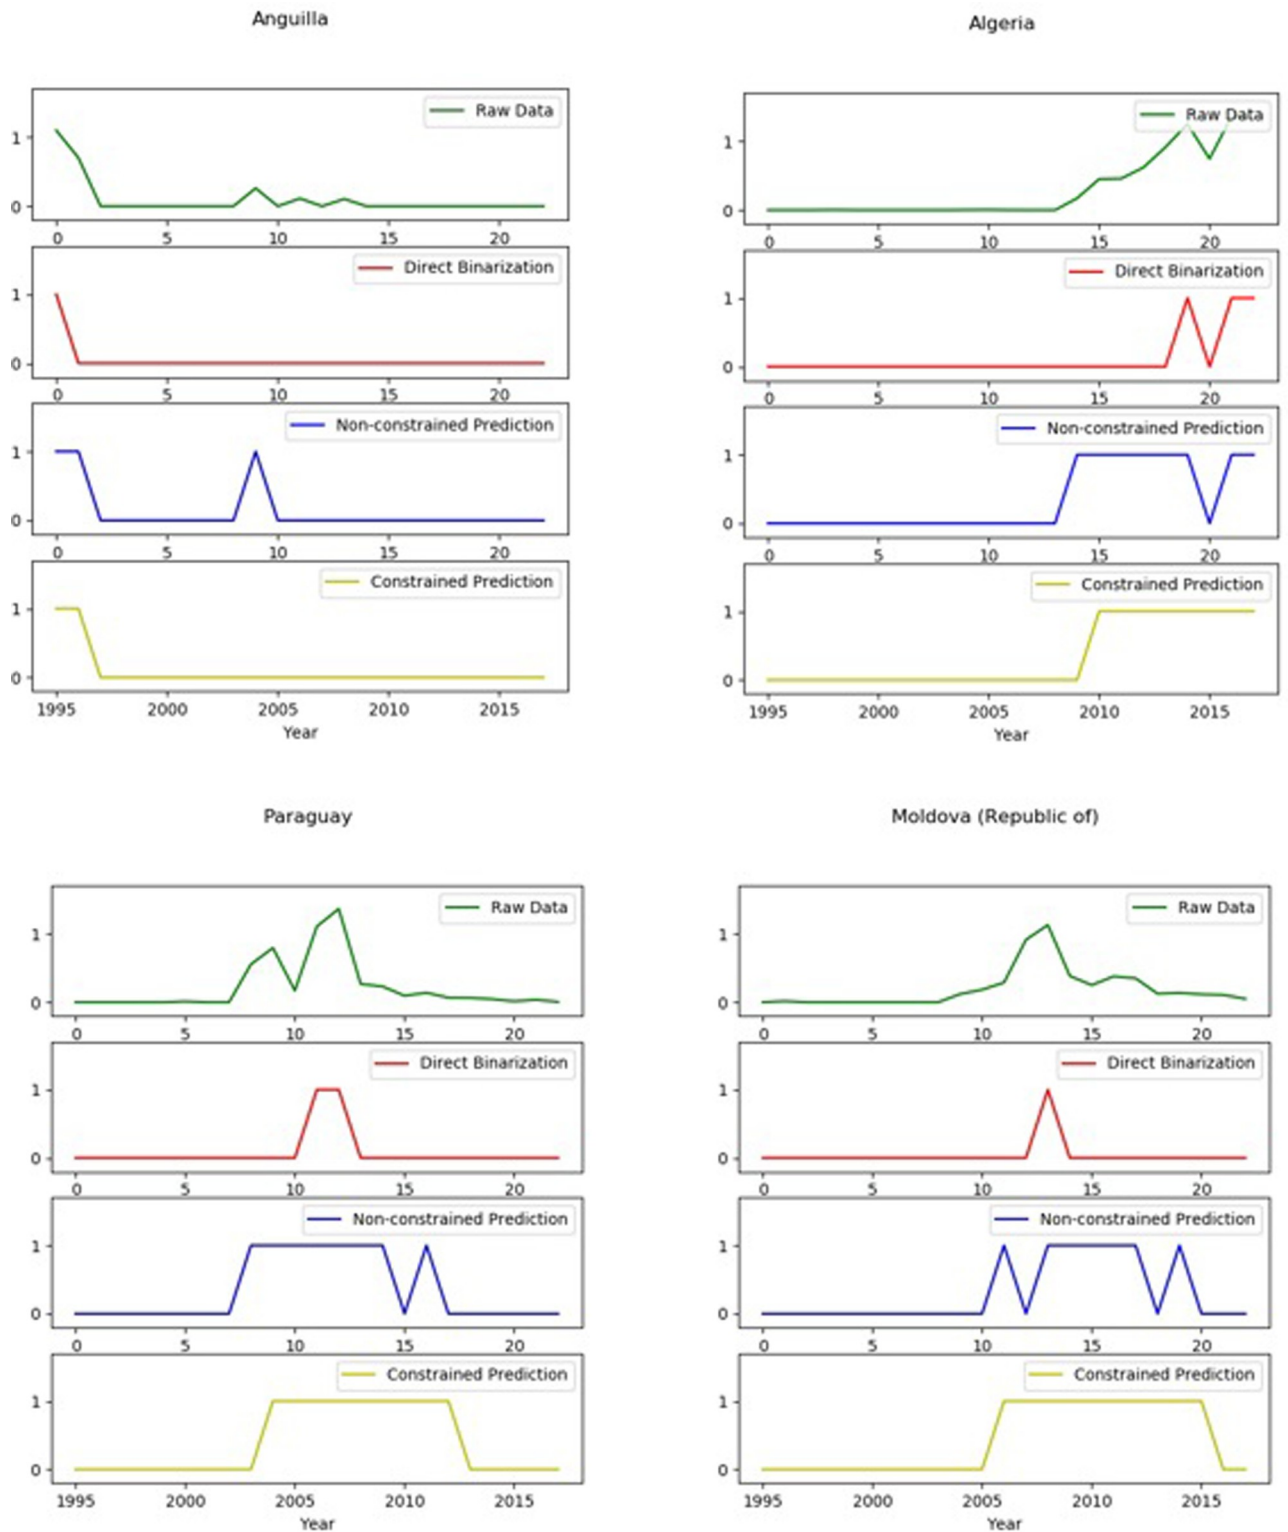 Anguilla
Raw Data
1
0
0 5 10 15 20
Direct Binarization
1
0
0 5 10 15 20
Non-constrained Prediction
1
0
0 5 10 15 20
Constrained Prediction
1
0
1995 2000 2005 2010 2015
Year
Algeria
Raw Data
1
0
0 5 10 15 20
Direct Binarization
1
0
0 5 10 15 20
Non-constrained Prediction
1
0
0 5 10 15 20
Constrained Prediction
1
0
1995 2000 2005 2010 2015
Year
Paraguay
Raw Data
1
0
0 5 10 15 20
Direct Binarization
1
0
0 5 10 15 20
Non-constrained Prediction
1
0
0 5 10 15 20
Constrained Prediction
1
0
1995 2000 2005 2010 2015
Year
Moldova (Republic of)
Raw Data
1
0
0 5 10 15 20
Direct Binarization
1
0
0 5 10 15 20
Non-constrained Prediction
1
0
0 5 10 15 20
Constrained Prediction
1
0
1995 2000 2005 2010 2015
Year